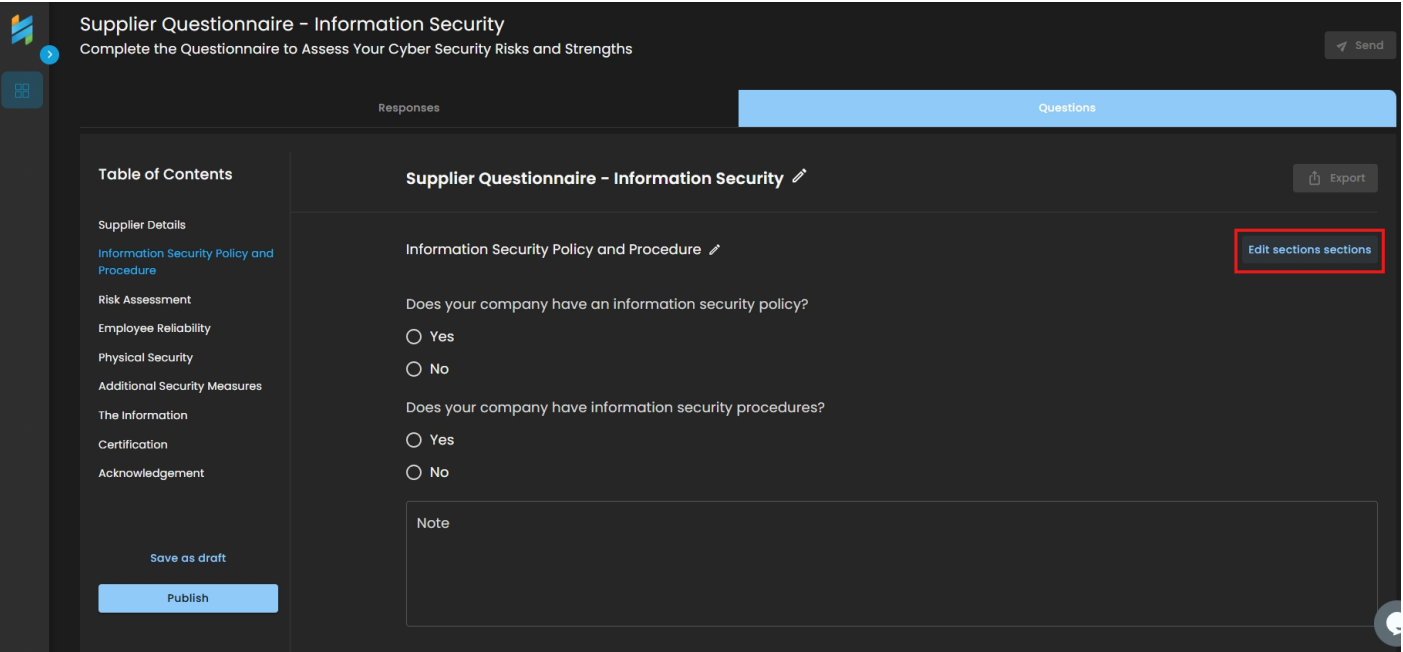 Supplier Questionnaire - Information Security
Complete the Questionnaire to Assess Your Cyber Security Risks and Strengths
Send
Responses
Questions
Table of Contents
Supplier Details
Information Security Policy and
Procedure
Risk Assessment
Employee Reliability
Physical Security
Additional Security Measures
The Information
Certification
Acknowledgement
Save as draft
Publish
Supplier Questionnaire - Information Security
Export
Information Security Policy and Procedure
Edit sections sections
Does your company have an information security policy?
Yes
No
Does your company have information security procedures?
Yes
No
Note